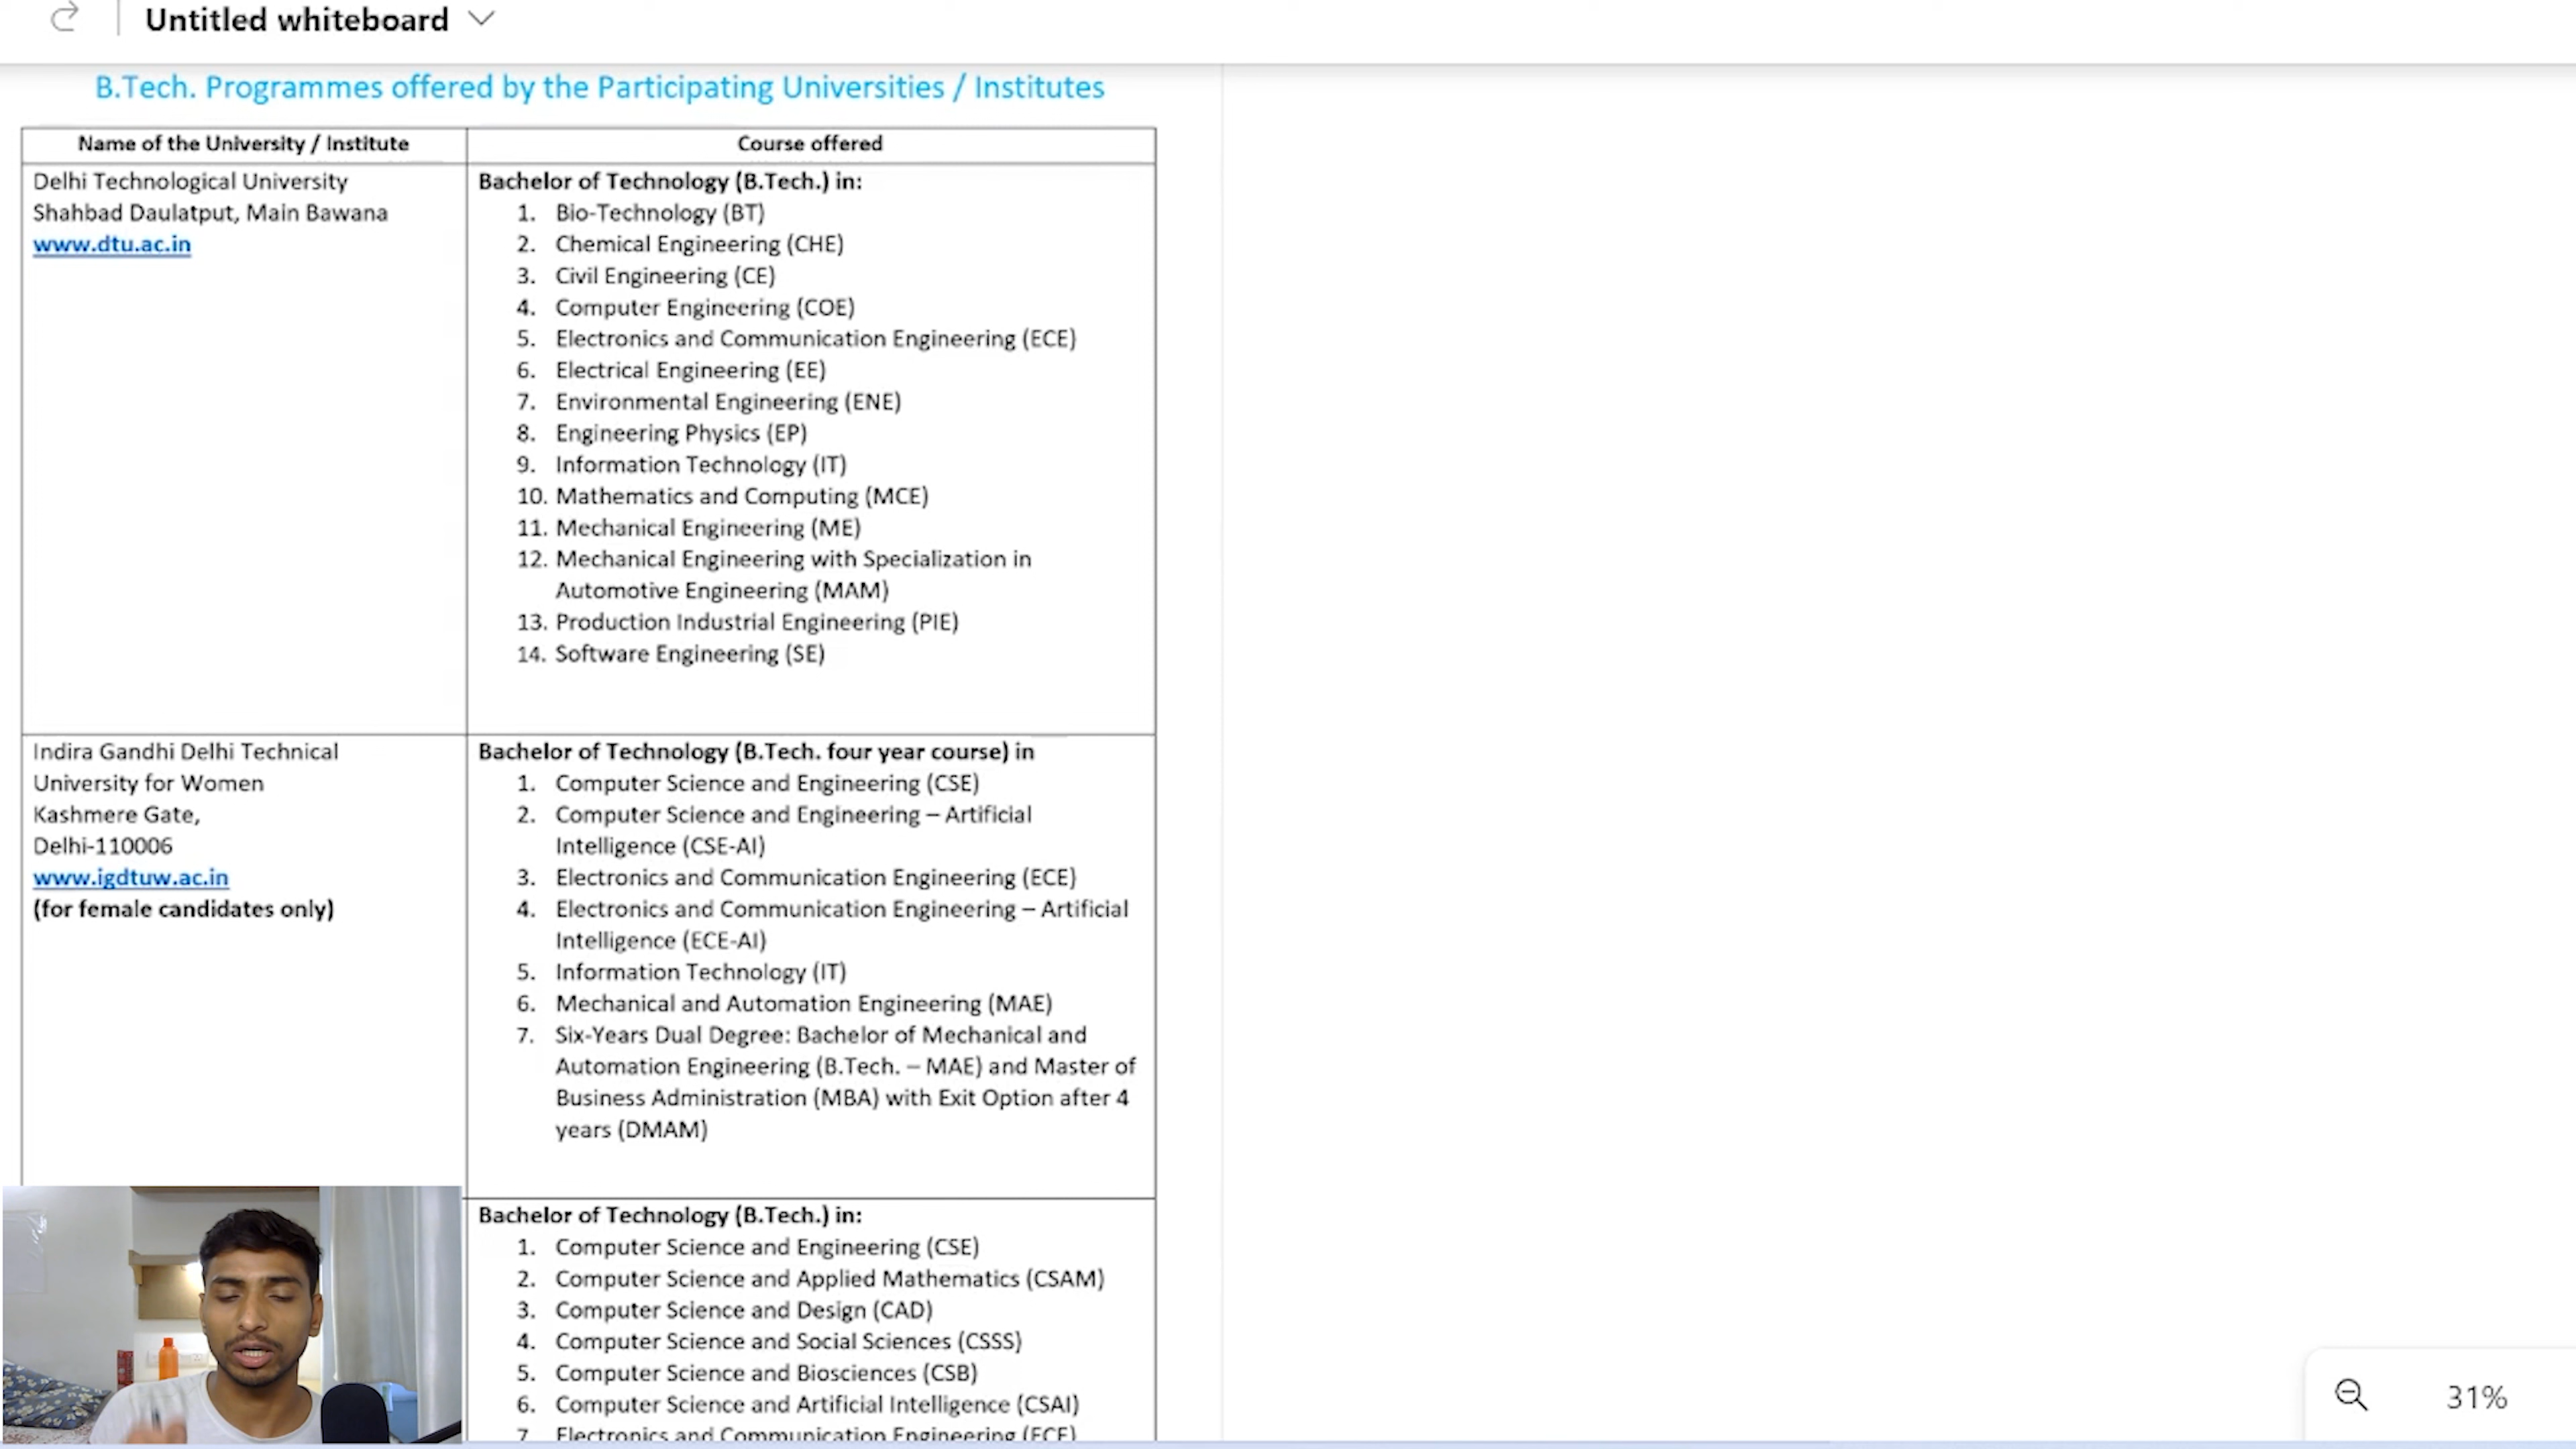 Untitled whiteboard
B.Tech. Programmes offered by the Participating Universities / Institutes
Name of the University / Institute
Course offered
Delhi Technological University
Shahbad Daulatput, Main Bawana
www.dtu.ac.in
Bachelor of Technology (B.Tech.) in:
1. Bio-Technology (BT)
2. Chemical Engineering (CHE)
3. Civil Engineering (CE)
4. Computer Engineering (COE)
5. Electronics and Communication Engineering (ECE)
6. Electrical Engineering (EE)
7. Environmental Engineering (ENE)
8. Engineering Physics (EP)
9. Information Technology (IT)
10. Mathematics and Computing (MCE)
11. Mechanical Engineering (ME)
12. Mechanical Engineering with Specialization in
Automotive Engineering (MAM)
13. Production Industrial Engineering (PIE)
14. Software Engineering (SE)
Indira Gandhi Delhi Technical
University for Women
Kashmere Gate,
Delhi-110006
www.igdtuw.ac.in
(for female candidates only)
Bachelor of Technology (B.Tech. four year course) in
1. Computer Science and Engineering (CSE)
2. Computer Science and Engineering – Artificial
Intelligence (CSE-AI)
3. Electronics and Communication Engineering (ECE)
4. Electronics and Communication Engineering – Artificial
Intelligence (ECE-AI)
5. Information Technology (IT)
6. Mechanical and Automation Engineering (MAE)
7. Six-Years Dual Degree: Bachelor of Mechanical and
Automation Engineering (B.Tech. – MAE) and Master of
Business Administration (MBA) with Exit Option after 4
years (DMAM)
Bachelor of Technology (B.Tech.) in:
1. Computer Science and Engineering (CSE)
2. Computer Science and Applied Mathematics (CSAM)
3. Computer Science and Design (CAD)
4. Computer Science and Social Sciences (CSSS)
5. Computer Science and Biosciences (CSB)
6. Computer Science and Artificial Intelligence (CSAI)
7 Electronics and Communication Engineering (ECE)
31%